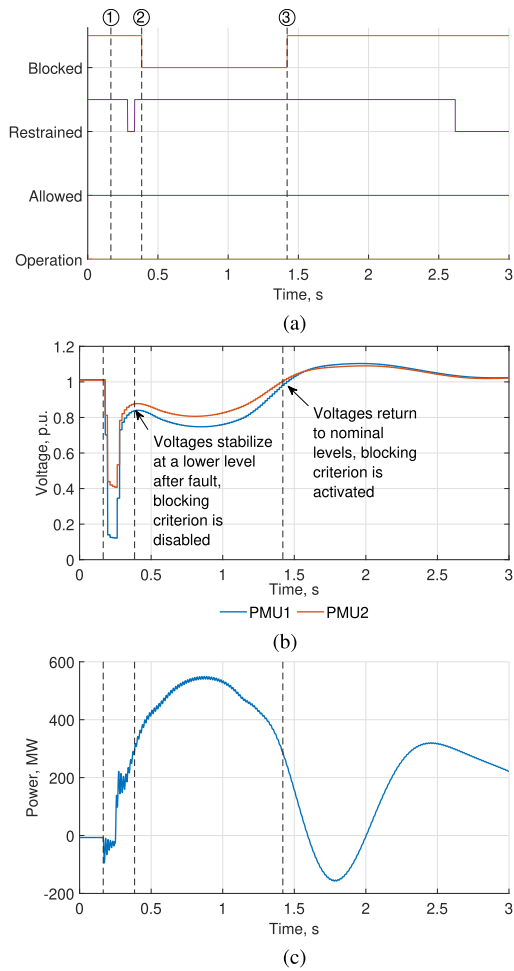 ① ② ③
Blocked
Restrained
Allowed
Operation
0 0.5 1 1.5 2 2.5 3
Time, s
(a)
1.2
1
0.8
0.6
0.4
0.2
0
Voltage, p.u.
Voltages stabilize
at a lower level
after fault,
blocking
criterion is
disabled
Voltages return
to nominal
levels, blocking
criterion is
activated
0 0.5 1 1.5 2 2.5 3
Time, s
PMU1 PMU2
(b)
600
400
200
0
-200
Power, MW
0 0.5 1 1.5 2 2.5 3
Time, s
(c)